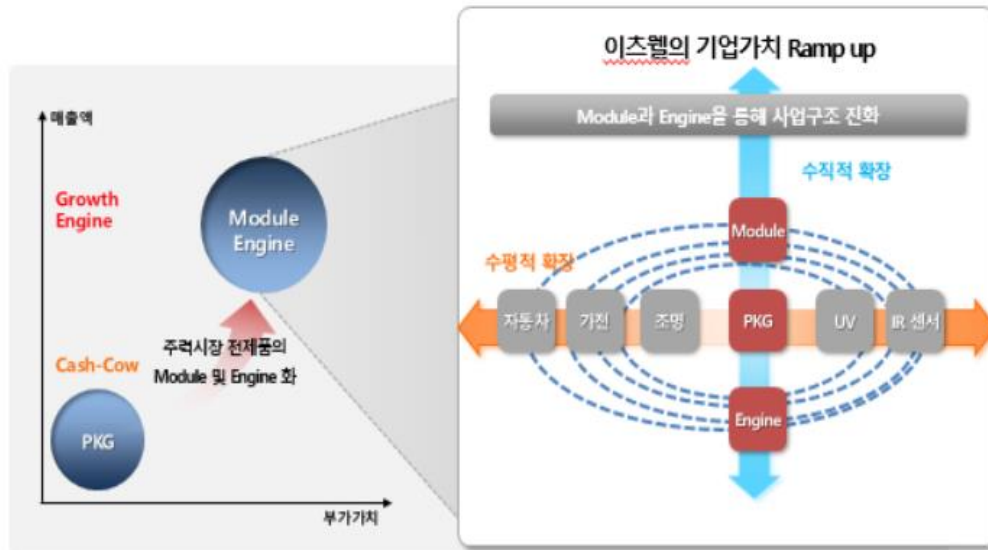 매출액
Growth
Engine
Module
Engine
주력시장 전제품의
Module 및 Engine 화
Cash-Cow
PKG
부가가치
이츠웰의 기업가치 Ramp up
Module과 Engine을 통해 사업구조 진화
수직적 확장
Module
수평적 확장
자동차 가전 조명 PKG UV IR 센서
Engine